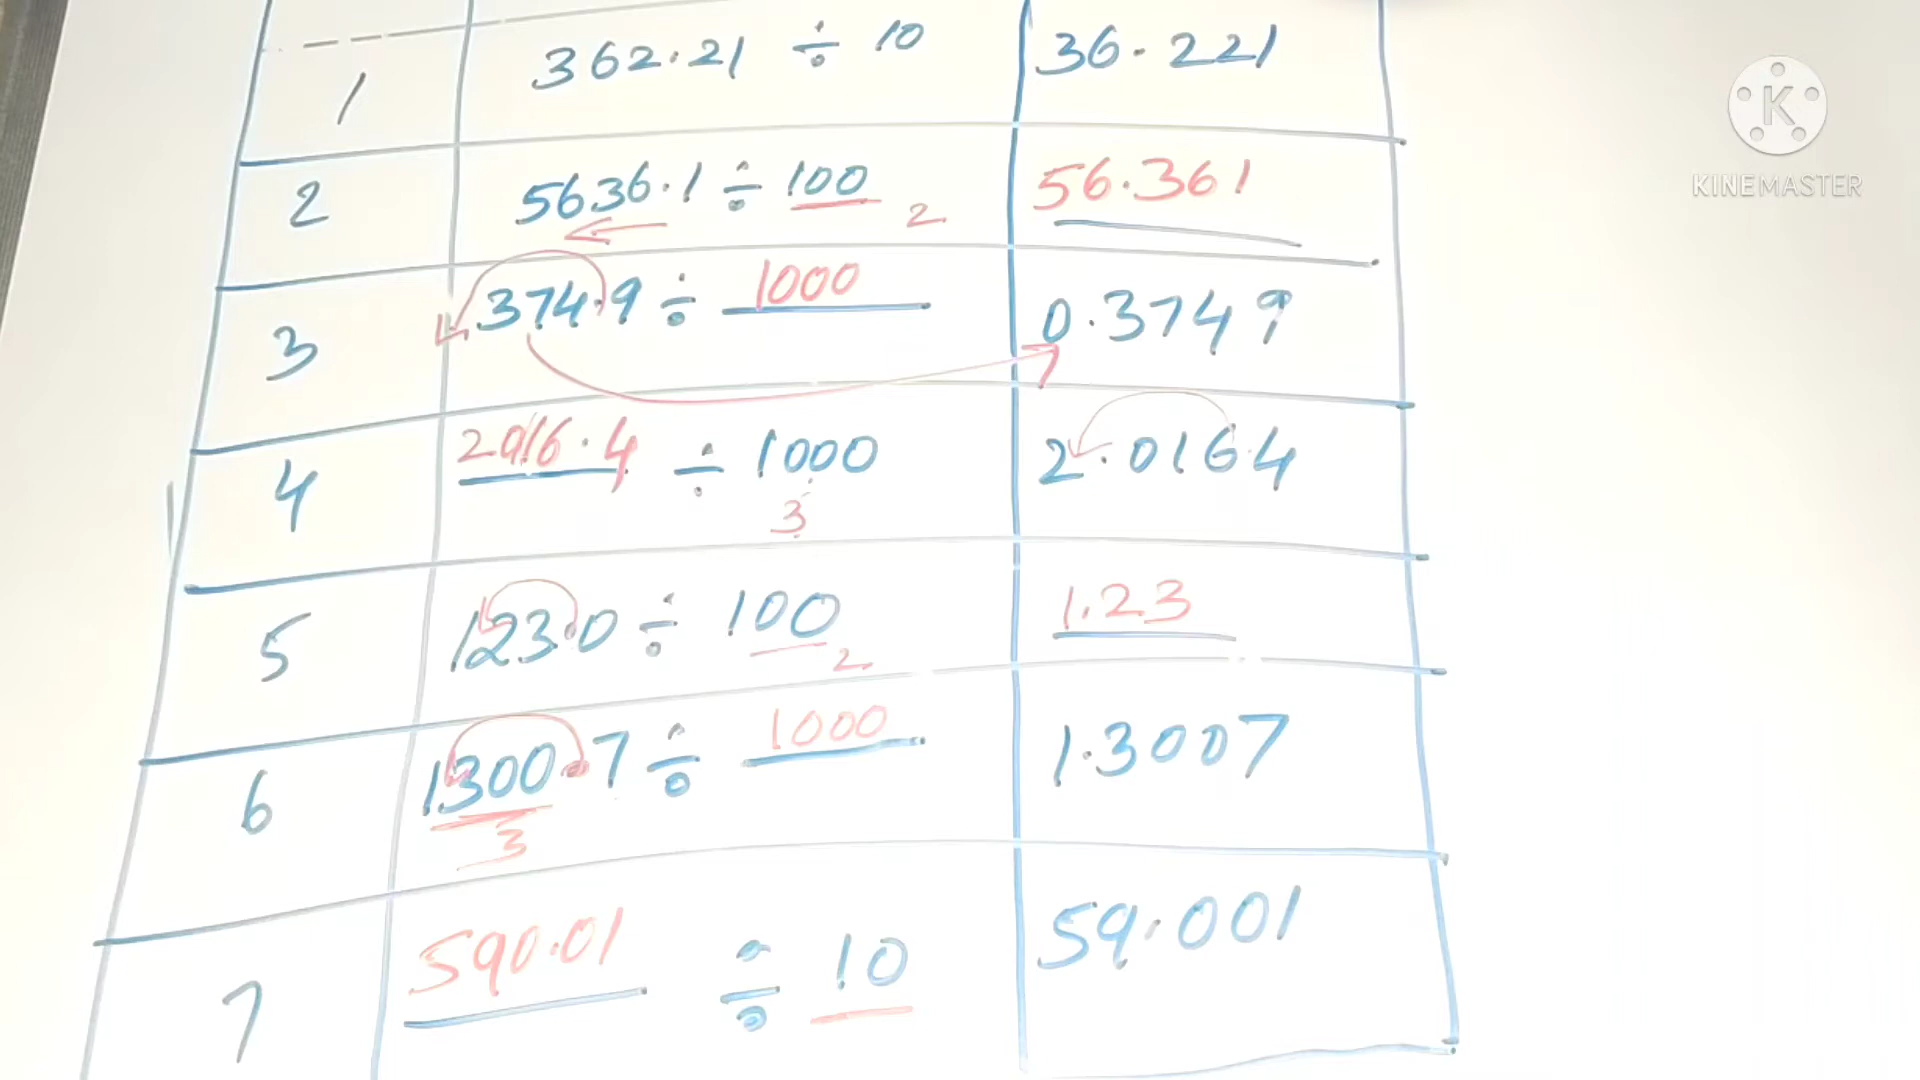 1 362.21 ÷ 10 36.221
2 5636.1 ÷ 100 56.361
2
3 374.9 ÷ 1000 0.3749
4 2016.4 ÷ 1000 2.0164
3
5 123.0 ÷ 100 1.23
2
6 1300.7 ÷ 1000 1.3007
3
7 590.01 ÷ 10 59.001
K
KINEMASTER